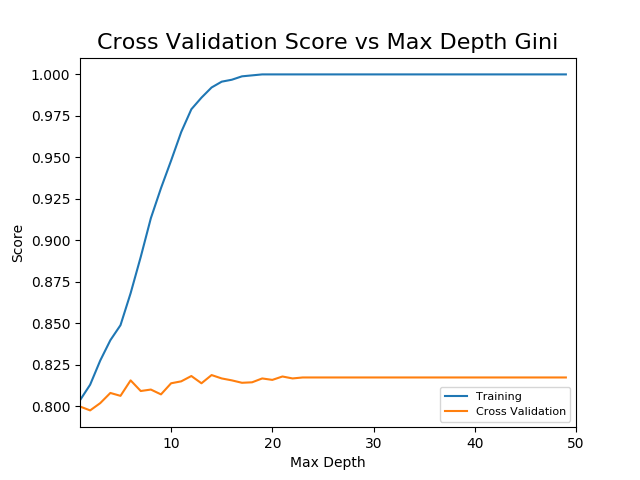 Cross Validation Score vs Max Depth Gini
1.000
0.975
0.950
0.925
0.900
0.875
0.850
0.825
0.800
Score
10
20
30
40
50
Max Depth
Training
Cross Validation